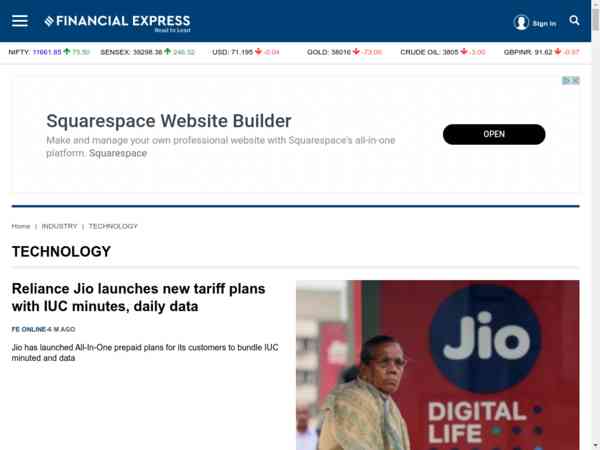 FINANCIAL EXPRESS
Read to Lead
Sign In
NIFTY: 11661.85 75.50 SENSEX: 39298.38 246.32 USD: 71.195 -0.04 GOLD: 38016 -73.00 CRUDE OIL: 3805 -3.00 GBPINR: 91.62 -0.97
Squarespace Website Builder
Make and manage your own professional website with Squarespace's all-in-one
platform. Squarespace
OPEN
Home | INDUSTRY | TECHNOLOGY
TECHNOLOGY
Reliance Jio launches new tariff plans
with IUC minutes, daily data
FE ONLINE-4 M AGO
Jio has launched All-In-One prepaid plans for its customers to bundle IUC
minuted and data
Jio
DIGITAL
LIFE